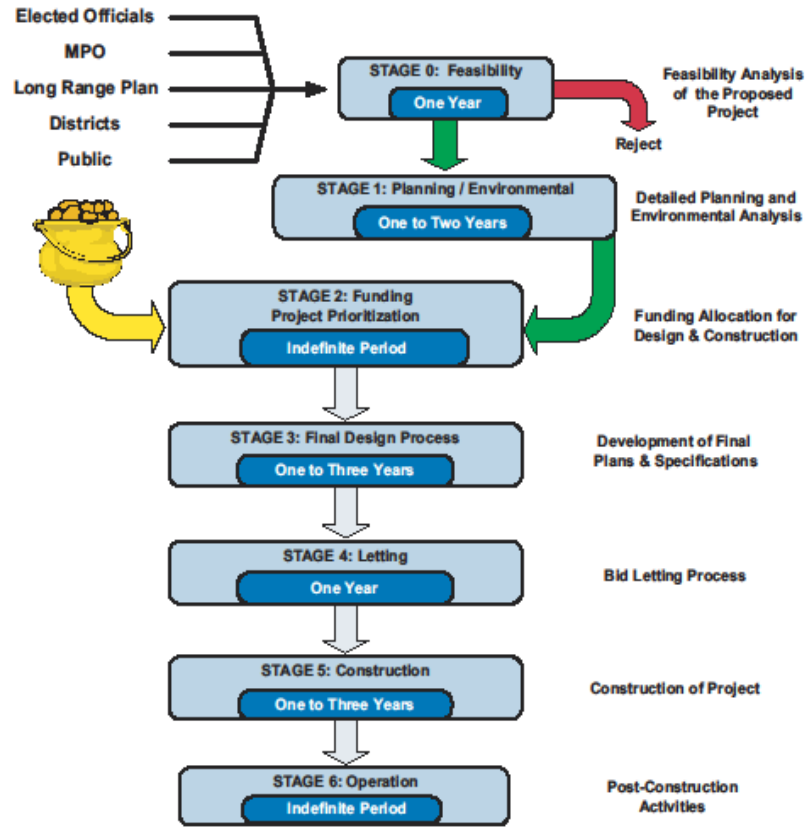 Elected Officials
MPO
Long Range Plan
Districts
Public
STAGE 0: Feasibility
One Year
Feasibility Analysis
of the Proposed
Project
Reject
STAGE 1: Planning / Environmental
One to Two Years
Detailed Planning and
Environmental Analysis
STAGE 2: Funding
Project Prioritization
Indefinite Period
Funding Allocation for
Design & Construction
STAGE 3: Final Design Process
One to Three Years
Development of Final
Plans & Specifications
STAGE 4: Letting
One Year
Bid Letting Process
STAGE 5: Construction
One to Three Years
Construction of Project
STAGE 6: Operation
Indefinite Period
Post-Construction
Activities